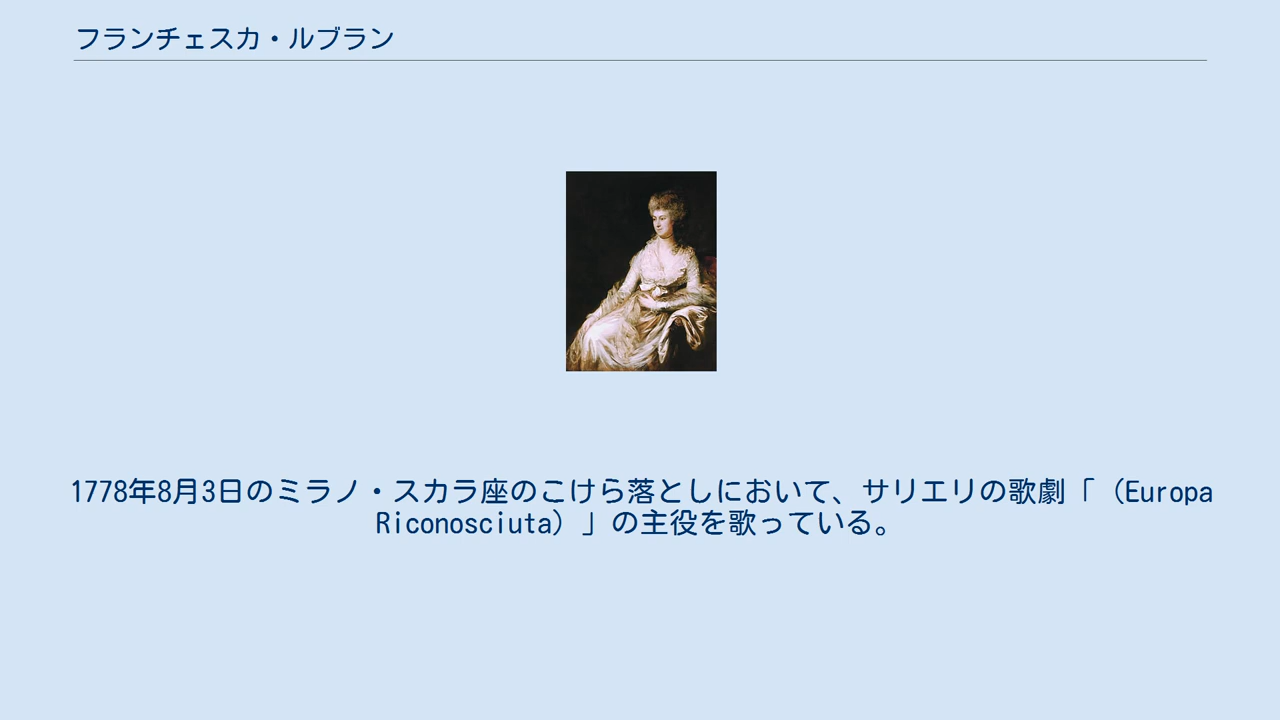 フランチェスカ・ルブラン
1778年8月3日のミラノ・スカラ座のこけら落としにおいて、サリエリの歌劇「（Europa
Riconosciuta）」の主役を歌っている。